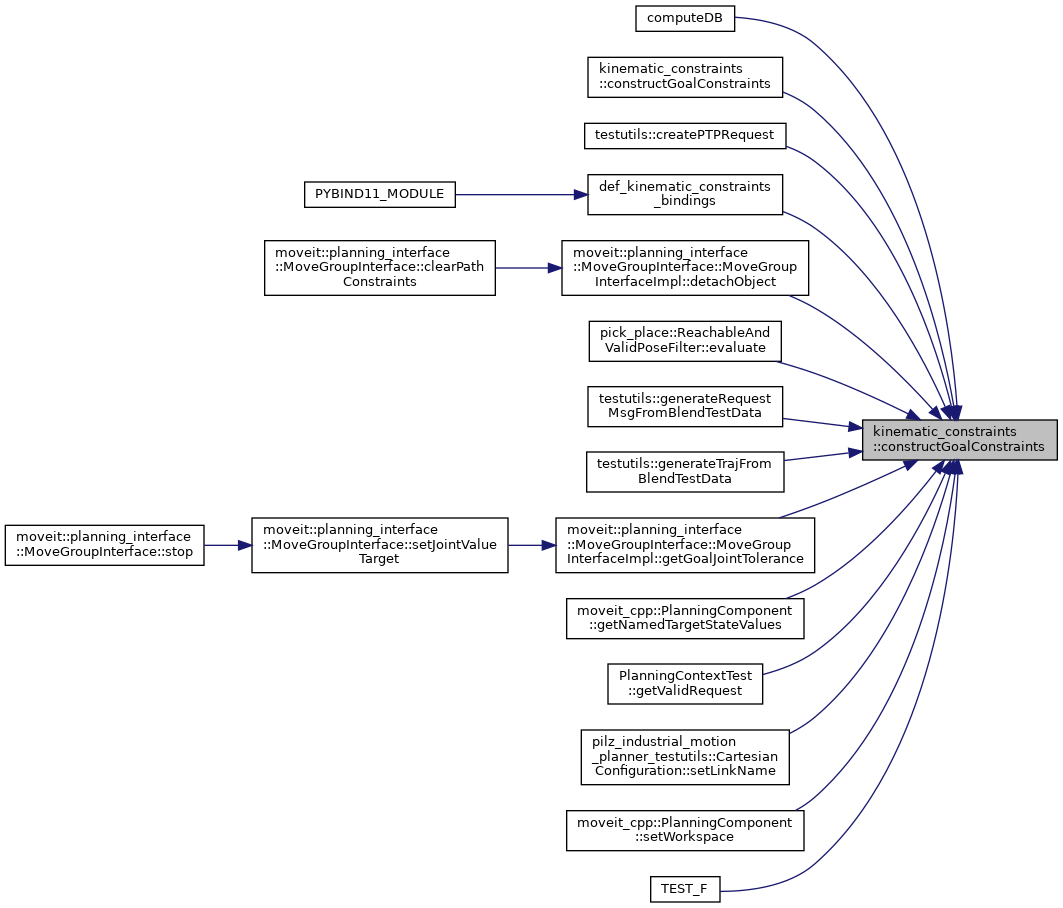 computeDB
kinematic_constraints
::constructGoalConstraints
testutils::createPTPRequest
PYBIND11_MODULE
def_kinematic_constraints
_bindings
moveit::planning_interface
::MoveGroupInterface::clearPath
Constraints
moveit::planning_interface
::MoveGroupInterface::MoveGroup
InterfaceImpl::detachObject
pick_place::ReachableAnd
ValidPoseFilter::evaluate
testutils::generateRequest
MsgFromBlendTestData
kinematic_constraints
::constructGoalConstraints
testutils::generateTrajFrom
BlendTestData
moveit::planning_interface
::MoveGroupInterface::stop
moveit::planning_interface
::MoveGroupInterface::setJointValue
Target
moveit::planning_interface
::MoveGroupInterface::MoveGroup
InterfaceImpl::getGoalJointTolerance
moveit_cpp::PlanningComponent
::getNamedTargetStateValues
PlanningContextTest
::getValidRequest
pilz_industrial_motion
_planner_testutils::Cartesian
Configuration::setLinkName
moveit_cpp::PlanningComponent
::setWorkspace
TEST_F